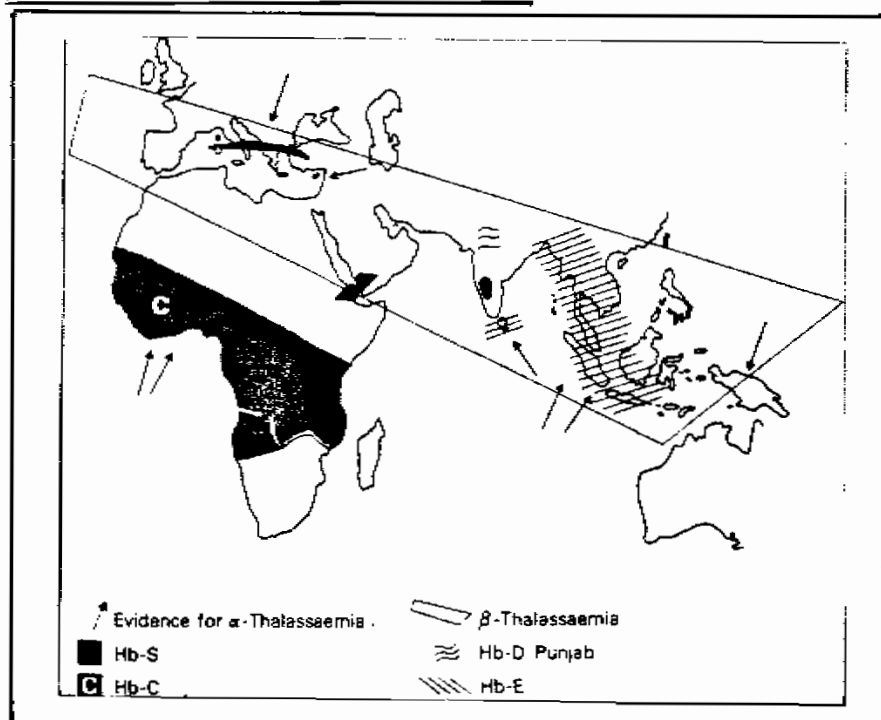 C
Evidence for α-Thalassaemia.
β-Thalassaemia
Hb-S
Hb-D Punjab
C Hb-C
Hb-E